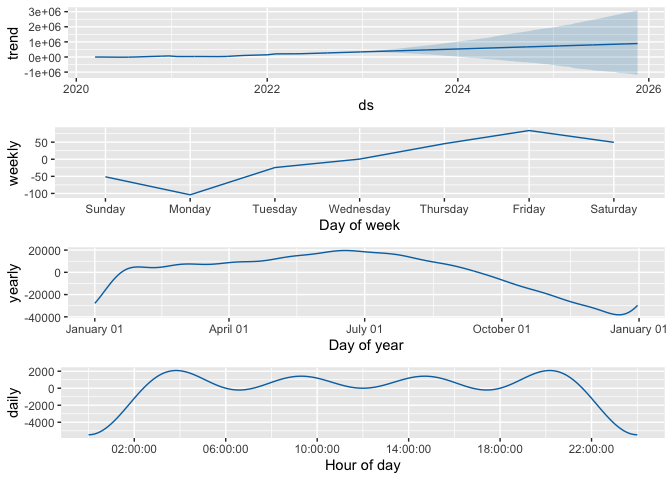 3e+06
2e+06
1e+06
0e+00
-1e+06
trend
2020 2022 2024 2026
ds
50
0
-50
-100
weekly
Sunday Monday Tuesday Wednesday Thursday Friday Saturday
Day of week
20000
0
-20000
-40000
yearly
January 01 April 01 July 01 October 01 January 01
Day of year
2000
0
-2000
-4000
daily
02:00:00 06:00:00 10:00:00 14:00:00 18:00:00 22:00:00
Hour of day